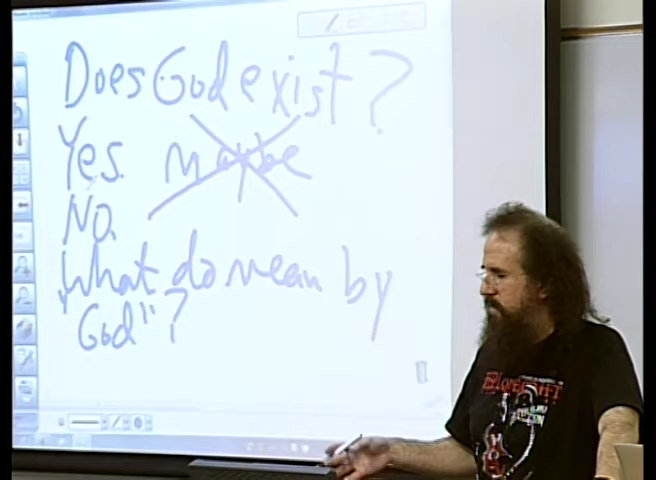 Does God exist?
Yes. maybe
No.
What do mean by
"God"?